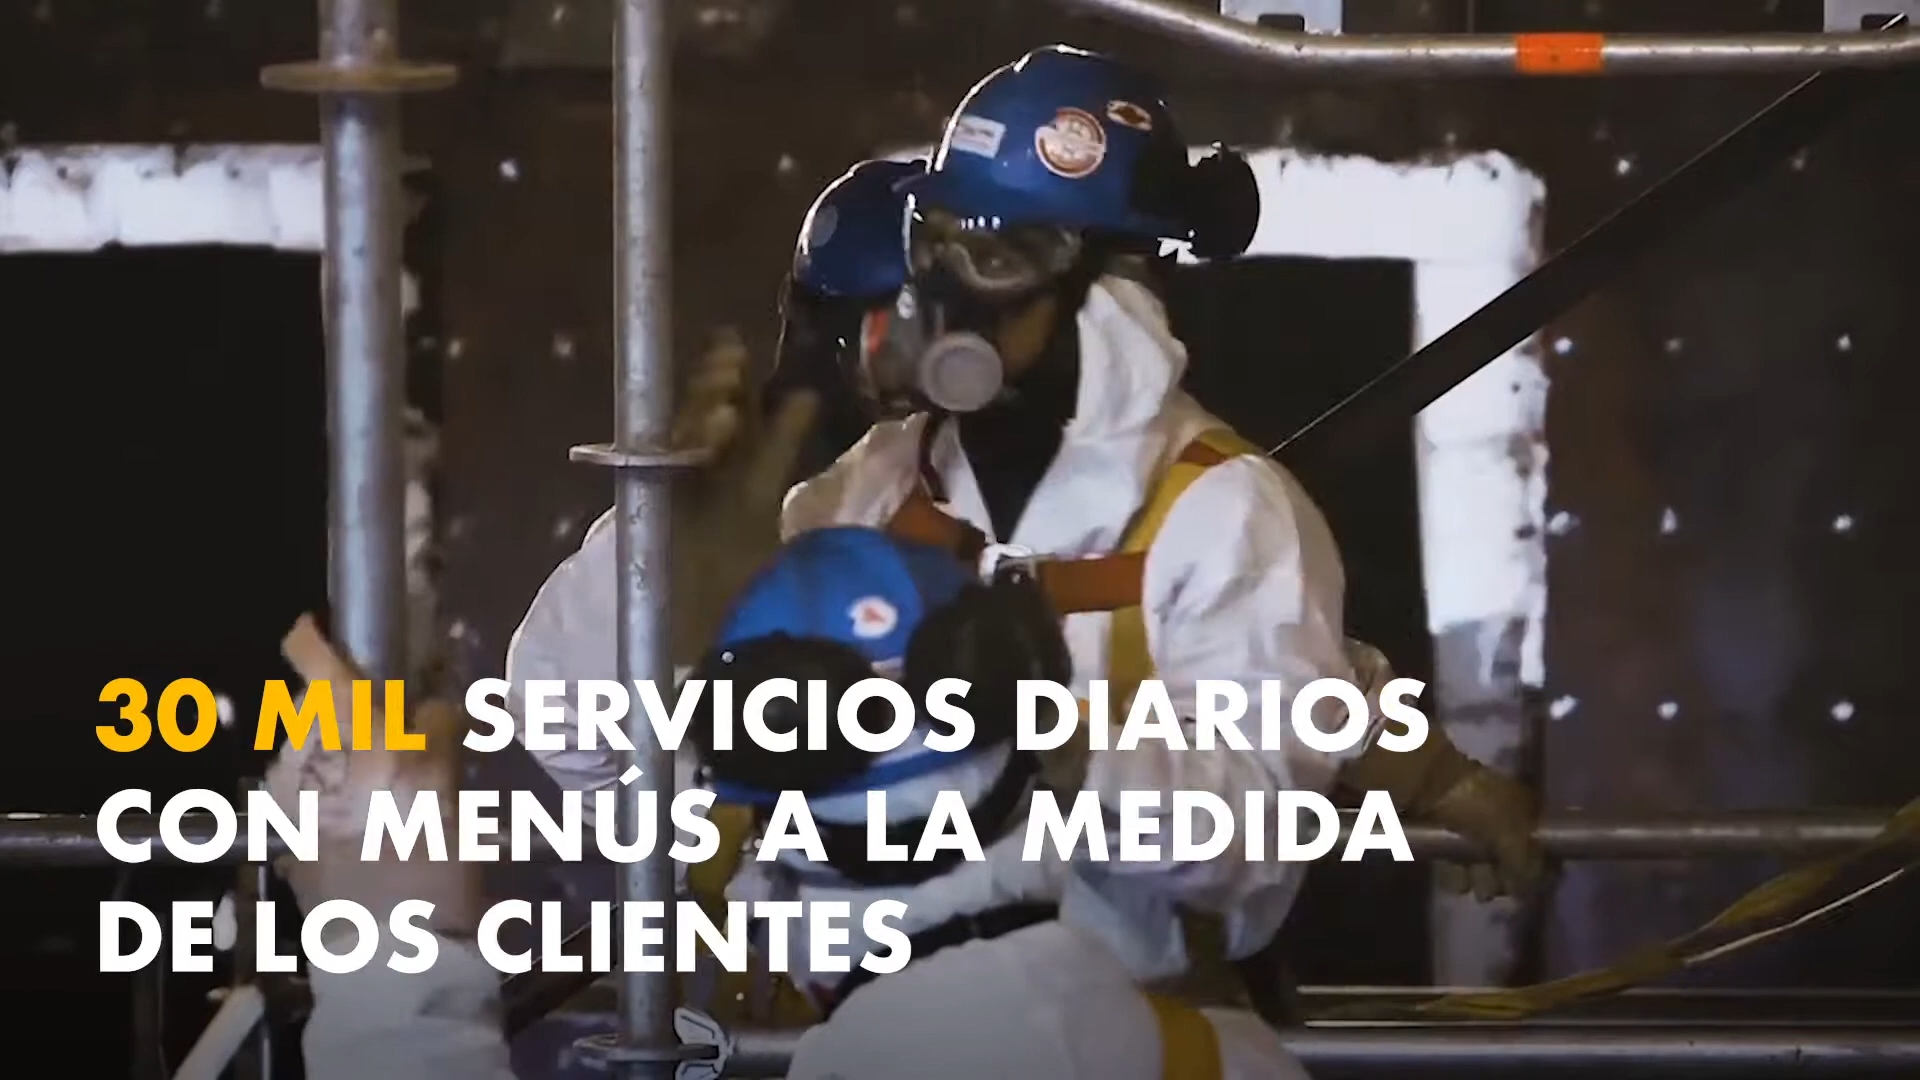 30 MIL SERVICIOS DIARIOS
CON MENÚS A LA MEDIDA
DE LOS CLIENTES